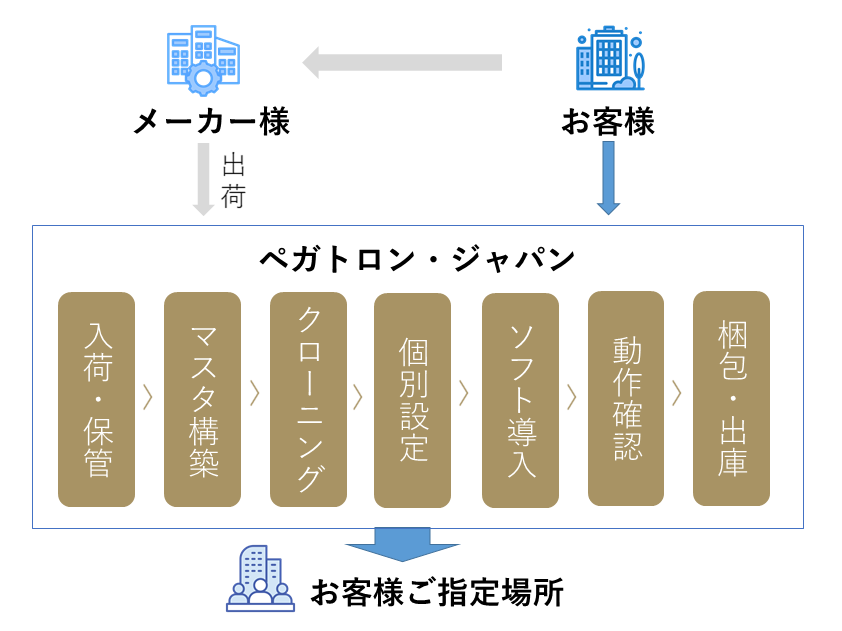 メーカー様
お客様
出荷
ペガトロン・ジャパン
入荷・保管
マスタ構築
クローニング
個別設定
ソフト導入
動作確認
梱包・出庫
お客様ご指定場所